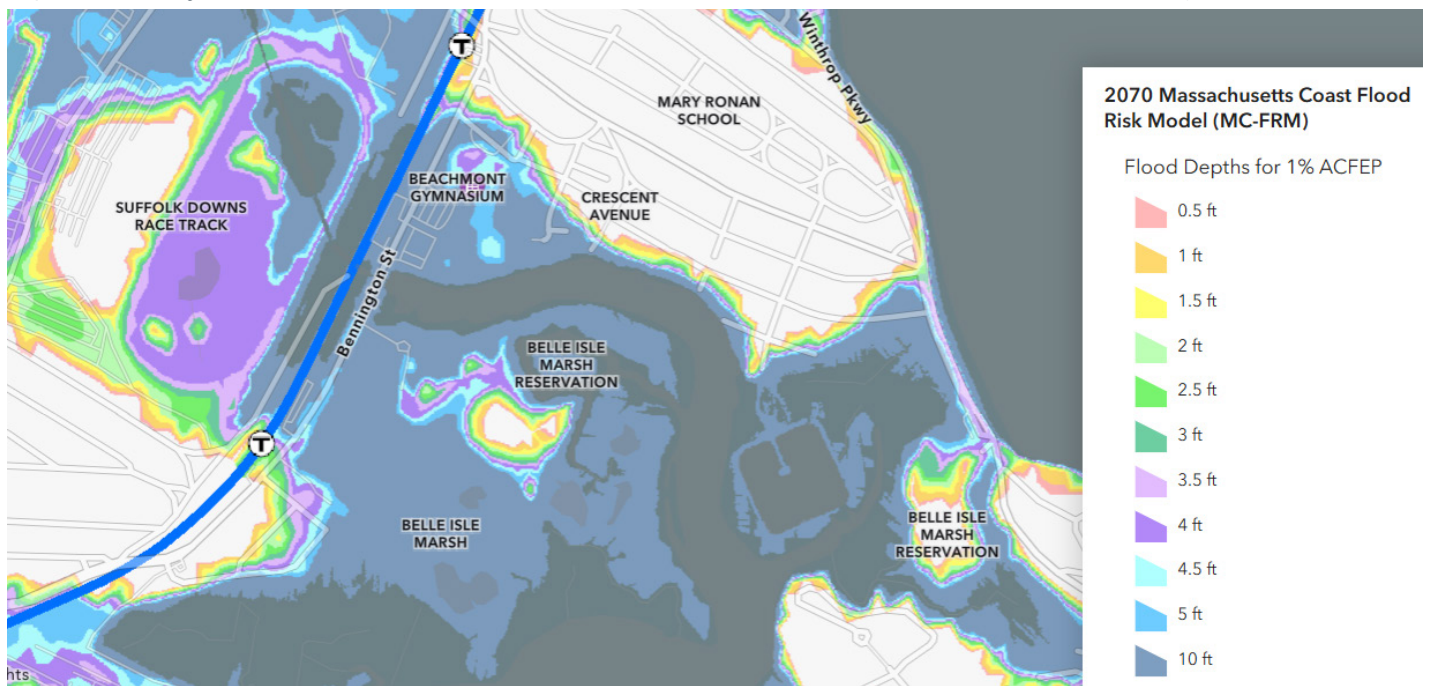 T
Winthrop Pkwy
MARY RONAN
SCHOOL
BEACHMONT
GYMNASIUM
CRESCENT
AVENUE
SUFFOLK DOWNS
RACE TRACK
Bennington St
BELLE ISLE
MARSH
RESERVATION
T
BELLE ISLE
MARSH
BELLE ISLE
MARSH
RESERVATION
hts
2070 Massachusetts Coast Flood
Risk Model (MC-FRM)
Flood Depths for 1% ACFEP
0.5 ft
1 ft
1.5 ft
2 ft
2.5 ft
3 ft
3.5 ft
4 ft
4.5 ft
5 ft
10 ft